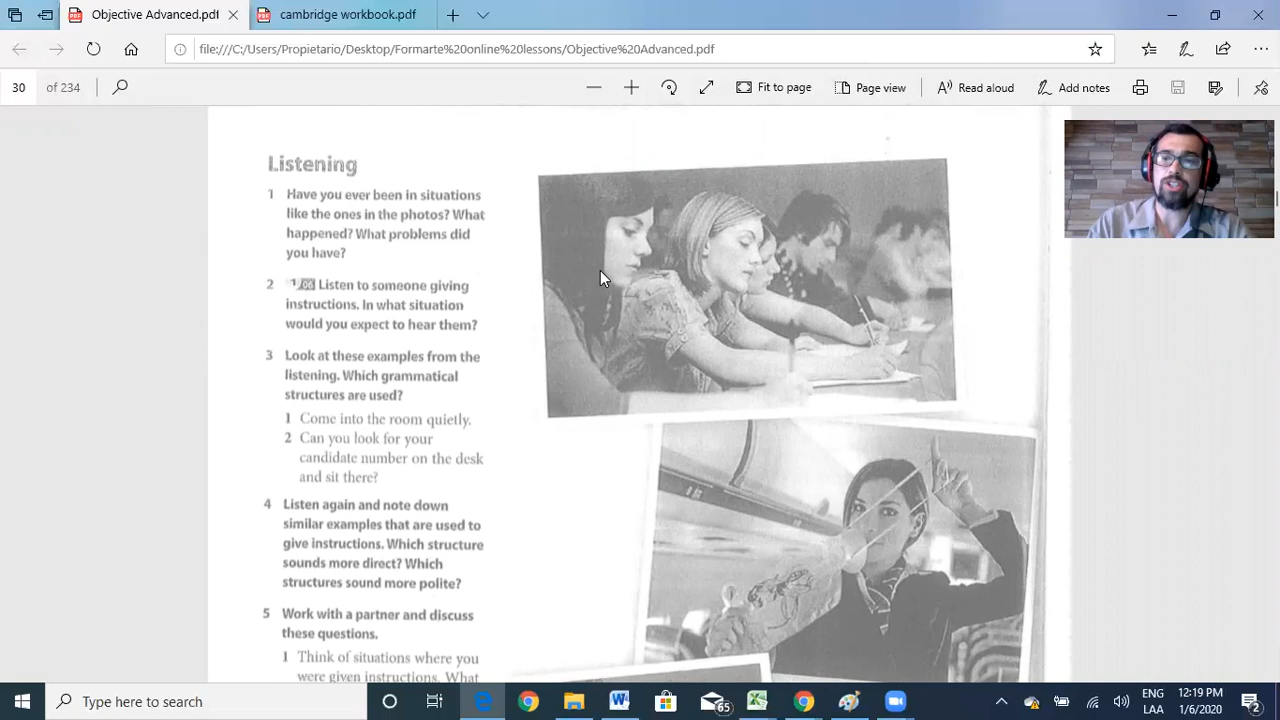 Objective Advanced.pdf
cambridge objective.pdf
file:///C:/Users/Propietario/Desktop/Formarte%20online%20lessons/Objective%20Advanced.pdf
30 of 234
Fit to page
Page view
Read aloud
Add notes
Listening
1 Have you ever been in situations
like the ones in the photos? What
happened? What problems did
you have?
2 Listen to someone giving
instructions. In what situation
would you expect to hear them?
3 Look at these examples from the
listening. Which grammatical
structures are used?
1 Come into the room quietly.
2 Can you look for your
candidate number on the desk
and sit there?
4 Listen again and note down
similar examples that are used to
give instructions. Which structure
sounds more direct? Which
structures sound more polite?
5 Work with a partner and discuss
these questions.
1 Think of situations where you
were given instructions. What
Type here to search
65
ENG
LAA
12:19 PM
1/6/2020
2